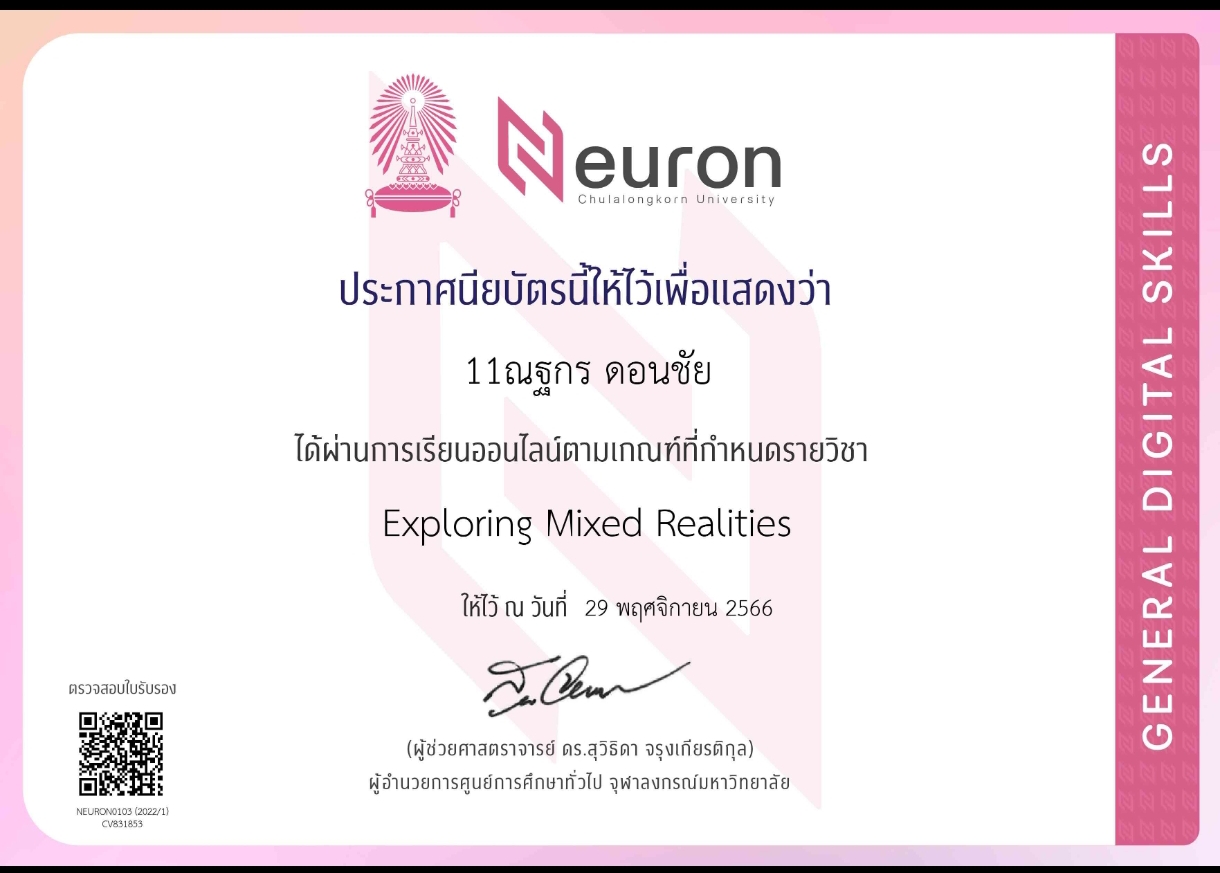 Neuron
Chulalongkorn University
ประกาศนียบัตรนี้ให้ไว้เพื่อแสดงว่า
11ณฐกร ดอนชัย
ได้ผ่านการเรียนออนไลน์ตามเกณฑ์ที่กำหนดรายวิชา
Exploring Mixed Realities
ให้ไว้ ณ วันที่ 29 พฤศจิกายน 2566
(ผู้ช่วยศาสตราจารย์ ดร.สุวิธิดา จรุงเกียรติกุล)
ผู้อำนวยการศูนย์การศึกษาทั่วไป จุฬาลงกรณ์มหาวิทยาลัย
ตรวจสอบใบรับรอง
NEURON0103 (2022/1)
CV831853
GENERAL DIGITAL SKILLS